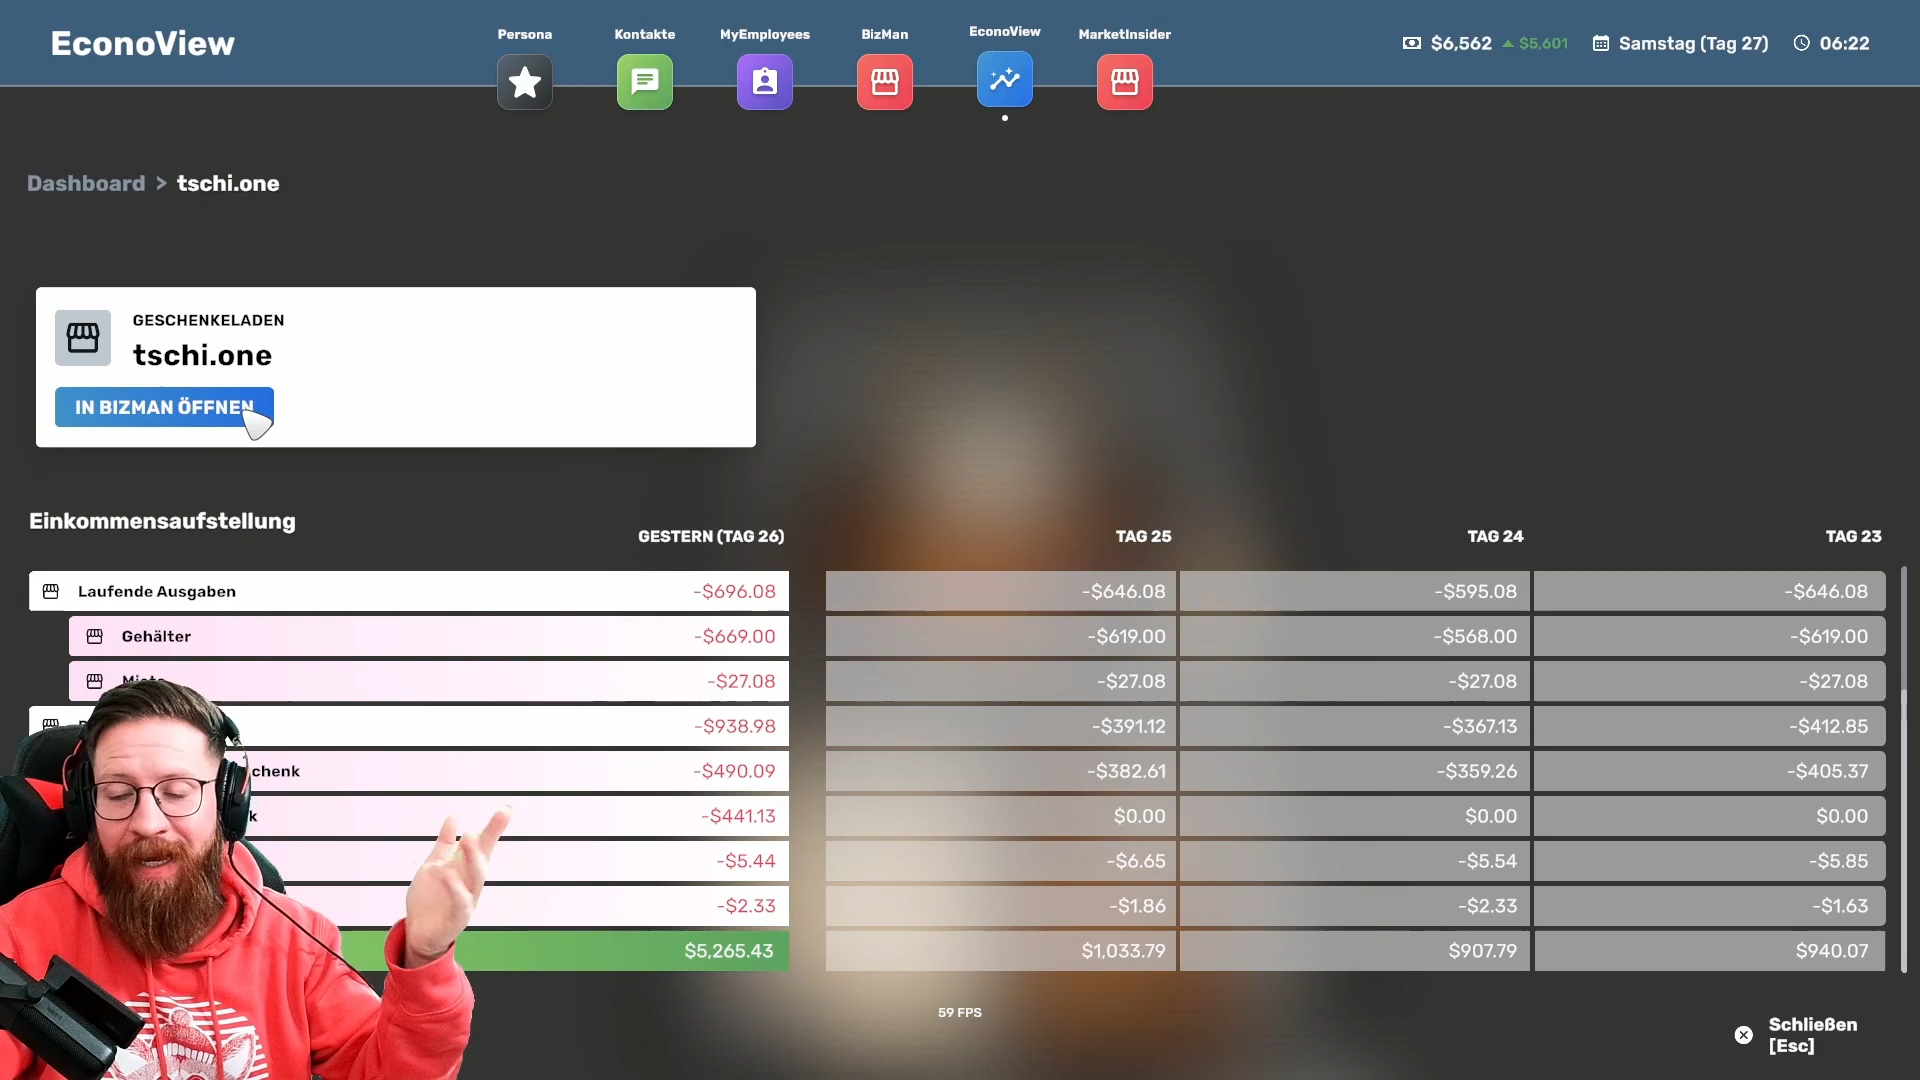 EconoView
Persona
Kontakte
MyEmployees
BizMan
EconoView
MarketInsider
$6,562 $5,601
Samstag (Tag 27)
06:22
Dashboard > tschi.one
GESCHENKELADEN
tschi.one
IN BIZMAN ÖFFNEN
Einkommensaufstellung
GESTERN (TAG 26) TAG 25 TAG 24 TAG 23
Laufende Ausgaben -$696.08 -$646.08 -$595.08 -$646.08
Gehälter -$669.00 -$619.00 -$568.00 -$619.00
Miete -$27.08 -$27.08 -$27.08 -$27.08
-$938.98 -$391.12 -$367.13 -$412.85
chenk -$490.09 -$382.61 -$359.26 -$405.37
k -$441.13 $0.00 $0.00 $0.00
-$5.44 -$6.65 -$5.54 -$5.85
-$2.33 -$1.86 -$2.33 -$1.63
$5,265.43 $1,033.79 $907.79 $940.07
59 FPS
Schließen
[Esc]